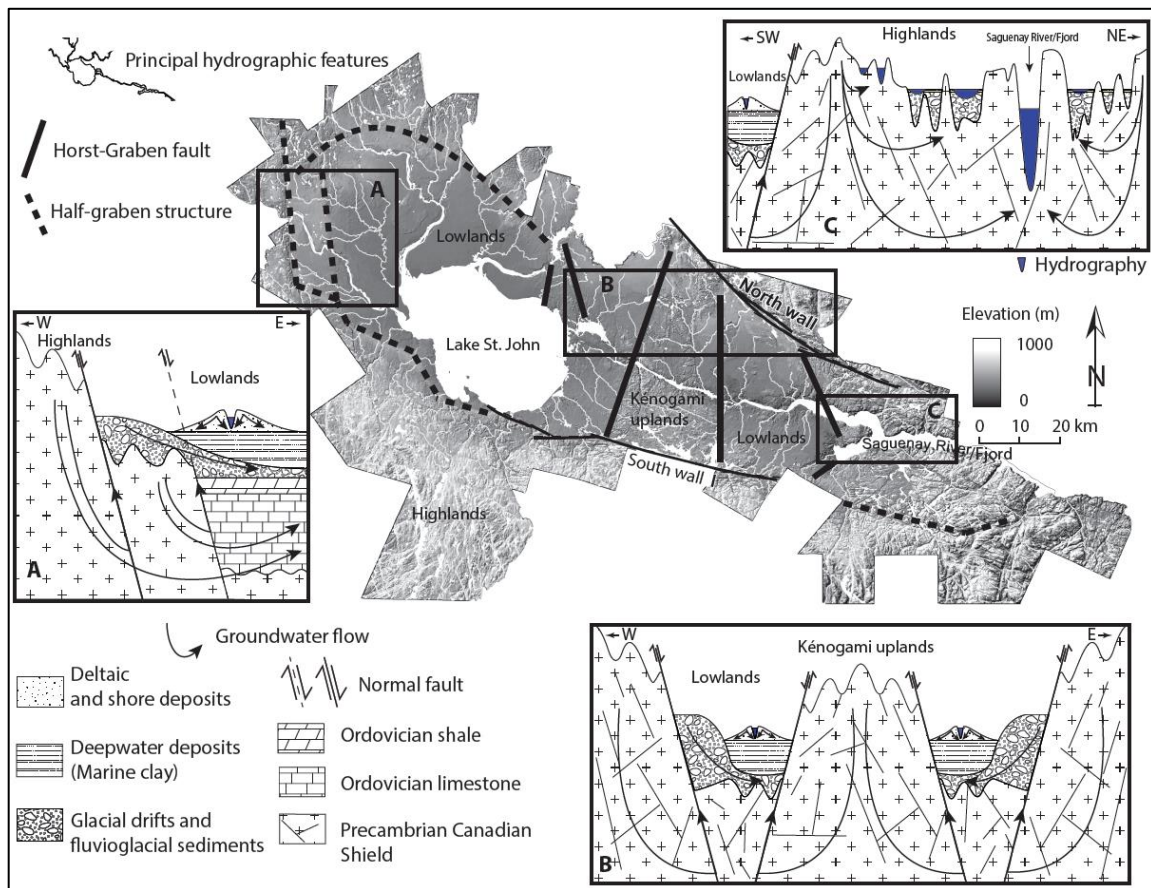 Principal hydrographic features
Horst-Graben fault
Half-graben structure
A
Lowlands
B
North wall
Lake St. John
Kénogami
uplands
Lowlands
C
Saguenay River/
Fjord
South wall
Highlands
SW
Highlands
Saguenay River/Fjord
NE
Lowlands
C
Hydrography
Elevation (m)
1000
0
N
0 10 20 km
W
E
Highlands
Lowlands
A
Groundwater flow
Deltaic
and shore deposits
Deepwater deposits
(Marine clay)
Glacial drifts and
fluvioglacial sediments
Normal fault
Ordovician shale
Ordovician limestone
Precambrian Canadian
Shield
W
Kénogami uplands
E
Lowlands
B